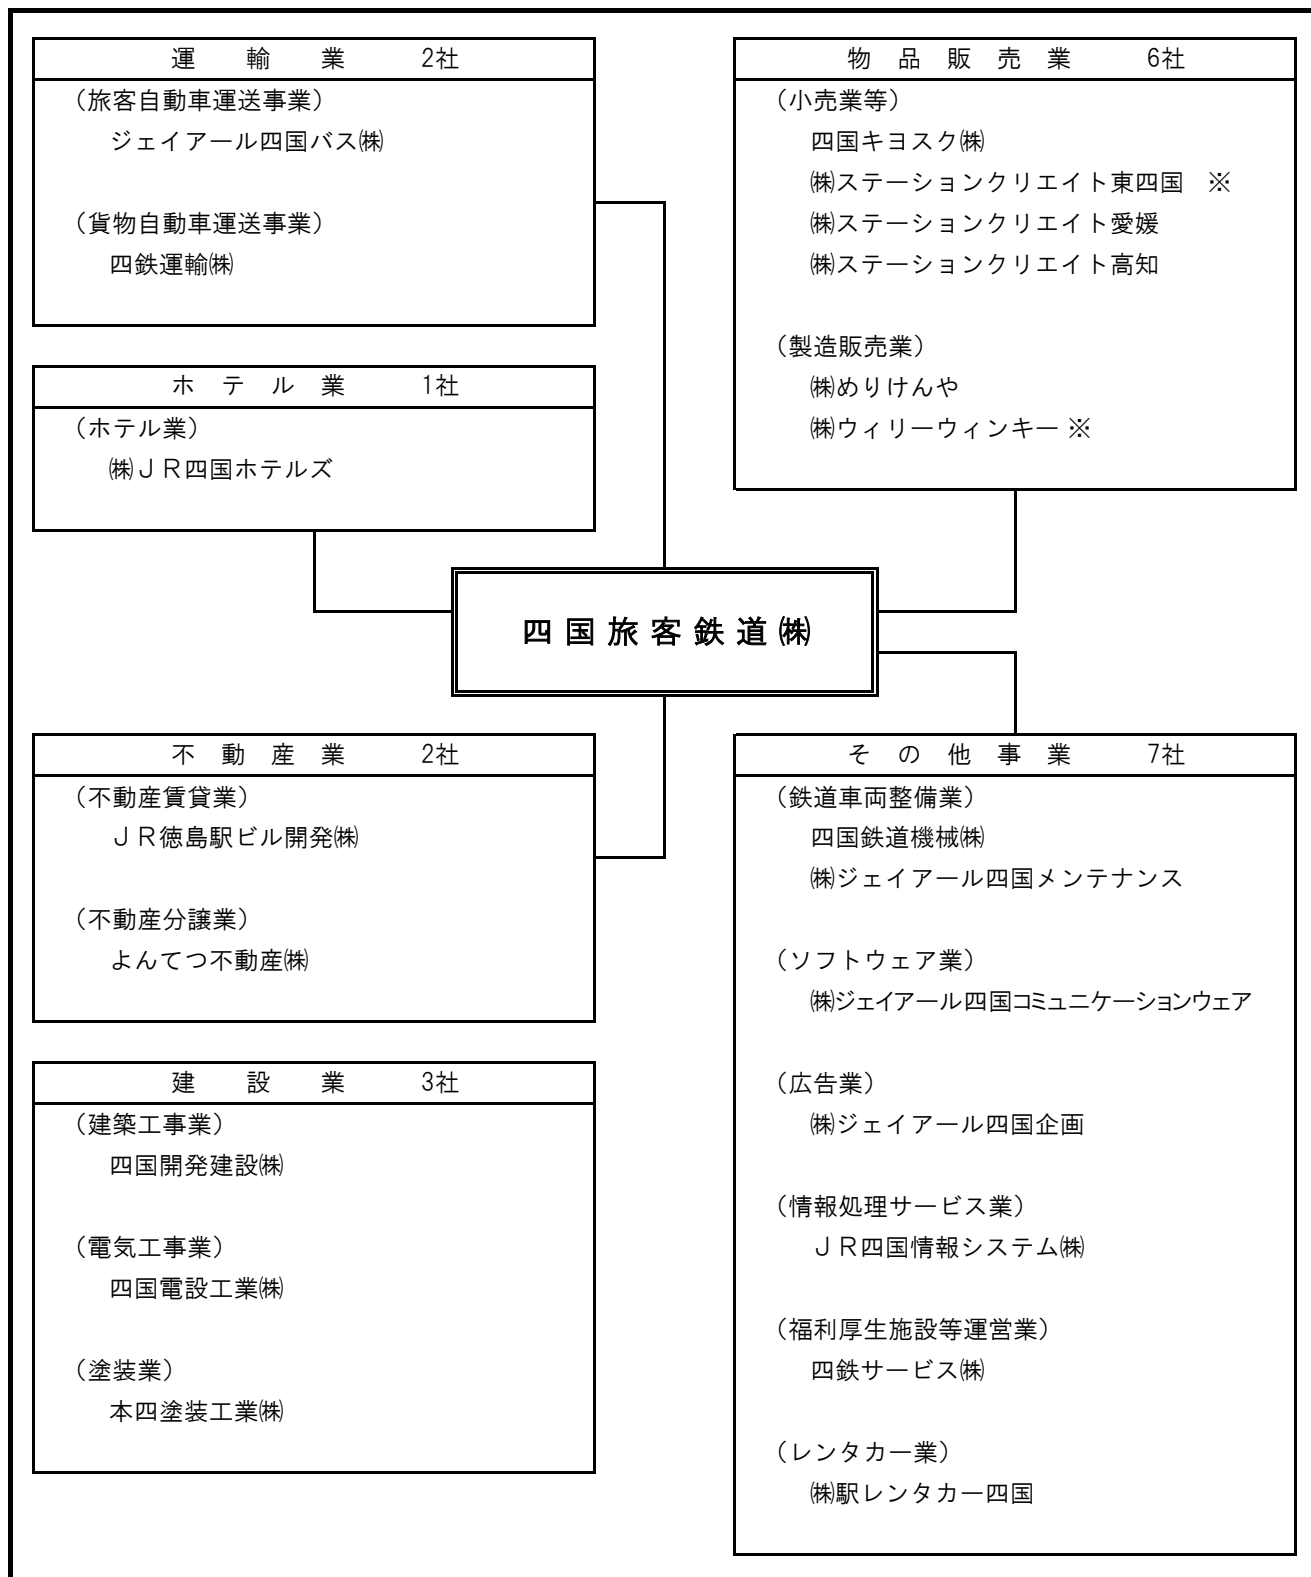 運輸業 2社
（旅客自動車運送事業）
ジェイアール四国バス㈱
（貨物自動車運送事業）
四鉄運輸㈱
ホテル業 1社
（ホテル業）
㈱ＪＲ四国ホテルズ
物品販売業 6社
（小売業等）
四国キヨスク㈱
㈱ステーションクリエイト東四国 ※
㈱ステーションクリエイト愛媛
㈱ステーションクリエイト高知
（製造販売業）
㈱めりけんや
㈱ウィリーウィンキー ※
四国旅客鉄道㈱
不動産業 2社
（不動産賃貸業）
ＪＲ徳島駅ビル開発㈱
（不動産分譲業）
よんてつ不動産㈱
建設業 3社
（建築工事業）
四国開発建設㈱
（電気工事業）
四国電設工業㈱
（塗装業）
本四塗装工業㈱
その他事業 7社
（鉄道車両整備業）
四国鉄道機械㈱
㈱ジェイアール四国メンテナンス
（ソフトウェア業）
㈱ジェイアール四国コミュニケーションウェア
（広告業）
㈱ジェイアール四国企画
（情報処理サービス業）
ＪＲ四国情報システム㈱
（福利厚生施設等運営業）
四鉄サービス㈱
（レンタカー業）
㈱駅レンタカー四国